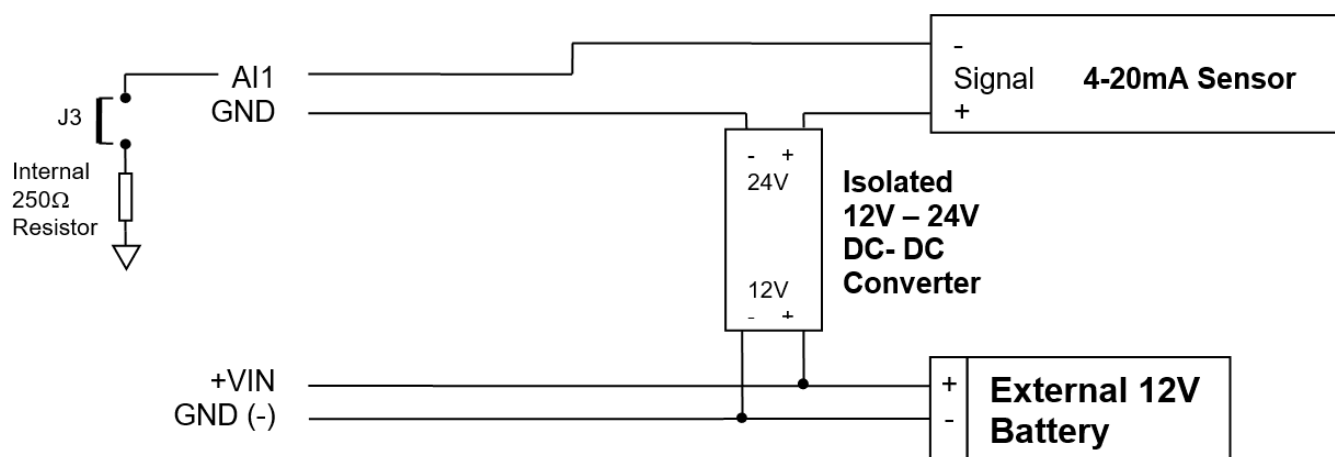 AI1
GND
J3
Internal
250Ω
Resistor
-
Signal
+
4-20mA Sensor
- +
24V
12V
- +
Isolated
12V – 24V
DC- DC
Converter
+VIN
GND (-)
+
-
External 12V
Battery